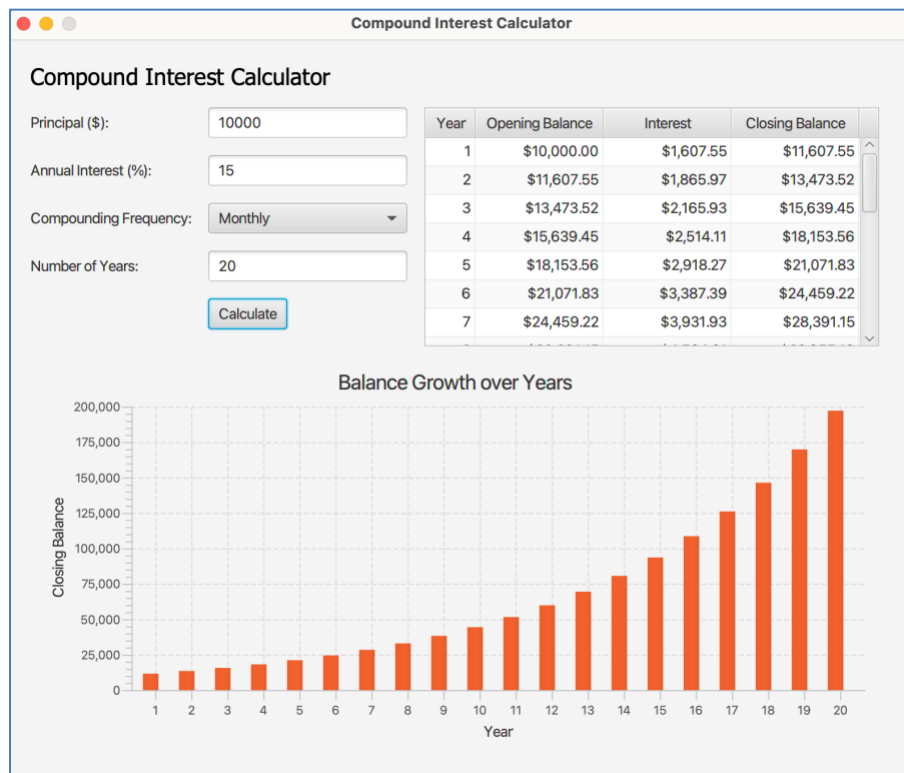 Compound Interest Calculator
Compound Interest Calculator
Principal ($): 10000
Annual Interest (%): 15
Compounding Frequency: Monthly
Number of Years: 20
Calculate
Year Opening Balance Interest Closing Balance
1 $10,000.00 $1,607.55 $11,607.55
2 $11,607.55 $1,865.97 $13,473.52
3 $13,473.52 $2,165.93 $15,639.45
4 $15,639.45 $2,514.11 $18,153.56
5 $18,153.56 $2,918.27 $21,071.83
6 $21,071.83 $3,387.39 $24,459.22
7 $24,459.22 $3,931.93 $28,391.15
Balance Growth over Years
Closing Balance
200,000
175,000
150,000
125,000
100,000
75,000
50,000
25,000
0
1 2 3 4 5 6 7 8 9 10 11 12 13 14 15 16 17 18 19 20
Year